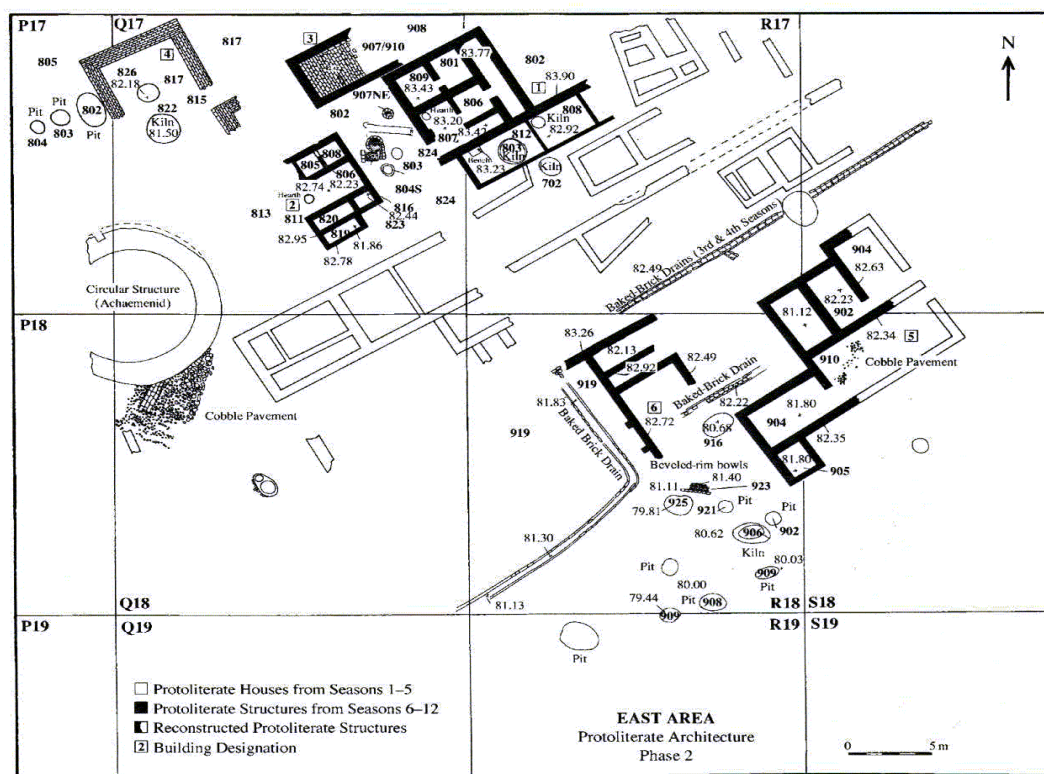 P17
Q17
R17
908
907/910
3
817
805
4
826
82.18
817
822
815
802
Kiln
81.50
Pit
Pit
803
804
Pit
83.77
801
802
809
83.43
1
83.90
806
808
907NE
802
Hearth
83.20
83.42
812
Kiln
82.92
807
803
Kiln
824
Bench
83.23
Kiln
702
N
808
805
806
803
82.74
82.23
804S
Hearth
2
816
824
813
811
820
82.44
823
819
82.95
81.86
82.78
Circular Structure
(Achaemenid)
Baked-Brick Drains (3rd & 4th Seasons)
82.49
904
82.63
82.23
902
81.12
82.34
5
910
Cobble Pavement
P18
83.26
82.13
82.92
82.49
919
Baked-Brick Drain
82.22
81.83
6
82.72
80.68
916
81.80
904
82.35
81.80
905
Cobble Pavement
919
Baked Brick Drain
Beveled-rim bowls
81.40
81.11
923
79.81
925
Pit
921
Pit
80.62
906
902
Kiln
81.30
80.03
Pit
909
Pit
80.00
Pit
908
79.44
909
81.13
Q18
R18
S18
P19
Q19
R19
S19
Pit
Protoliterate Houses from Seasons 1–5
Protoliterate Structures from Seasons 6–12
Reconstructed Protoliterate Structures
2 Building Designation
EAST AREA
Protoliterate Architecture
Phase 2
0 5 m